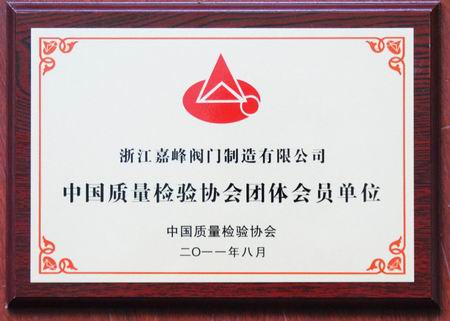 浙江嘉峰阀门制造有限公司
中国质量检验协会团体会员单位
中国质量检验协会
二〇一一年八月